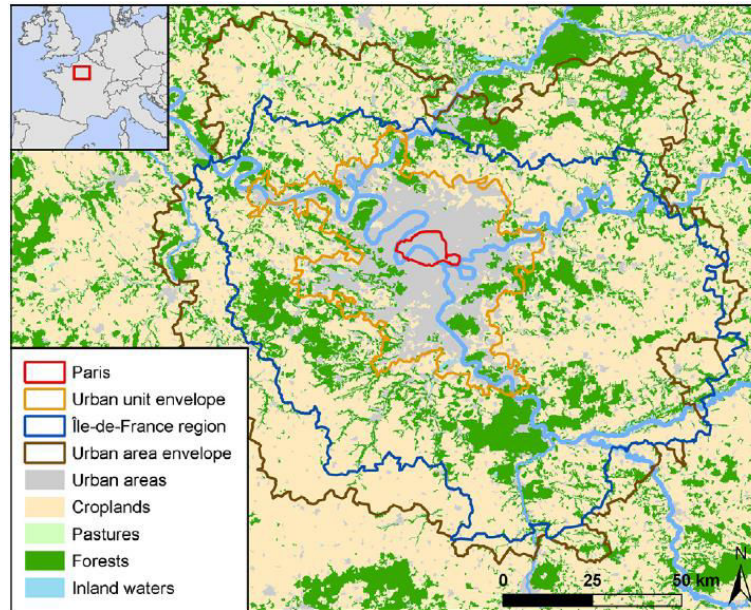 Paris
Urban unit envelope
Île-de-France region
Urban area envelope
Urban areas
Croplands
Pastures
Forests
Inland waters
N
0 25 50 km